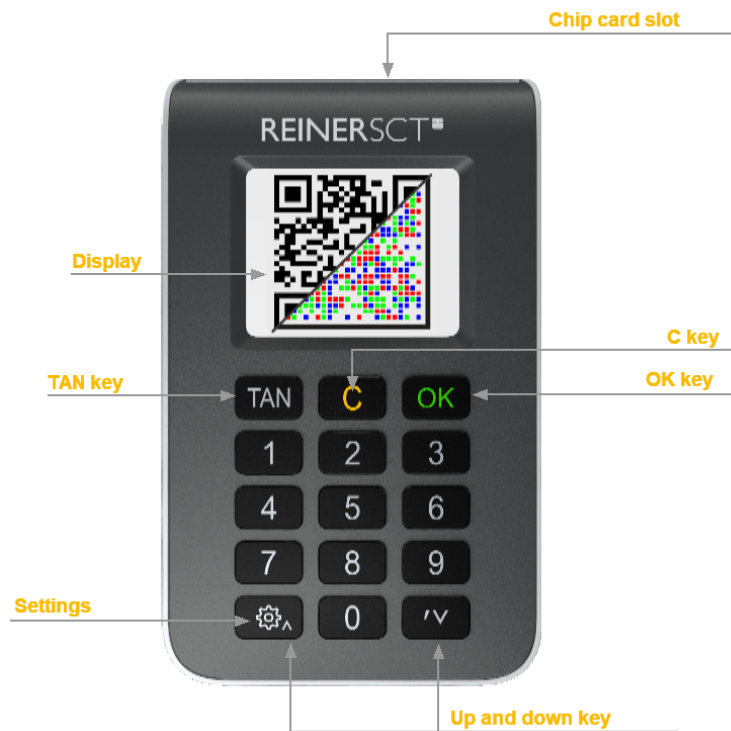 Chip card slot
REINERSCT
Display
C key
TAN key
OK key
TAN C OK
1 2 3
4 5 6
7 8 9
Settings
^ 0 ,v
Up and down key